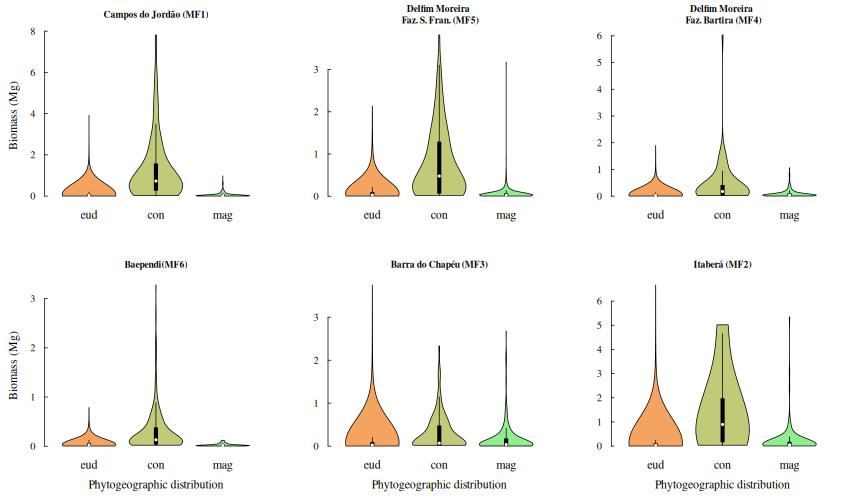 Campos do Jordão (MF1)
Biomass (Mg)
8
6
4
2
0
eud con mag
Delfim Moreira
Faz. S. Fran. (MF5)
3
2
1
0
eud con mag
Delfim Moreira
Faz. Bartira (MF4)
6
5
4
3
2
1
0
eud con mag
Baependi(MF6)
Biomass (Mg)
3
2
1
0
eud con mag
Phytogeographic distribution
Barra do Chapéu (MF3)
3
2
1
0
eud con mag
Phytogeographic distribution
Itaberá (MF2)
6
5
4
3
2
1
0
eud con mag
Phytogeographic distribution